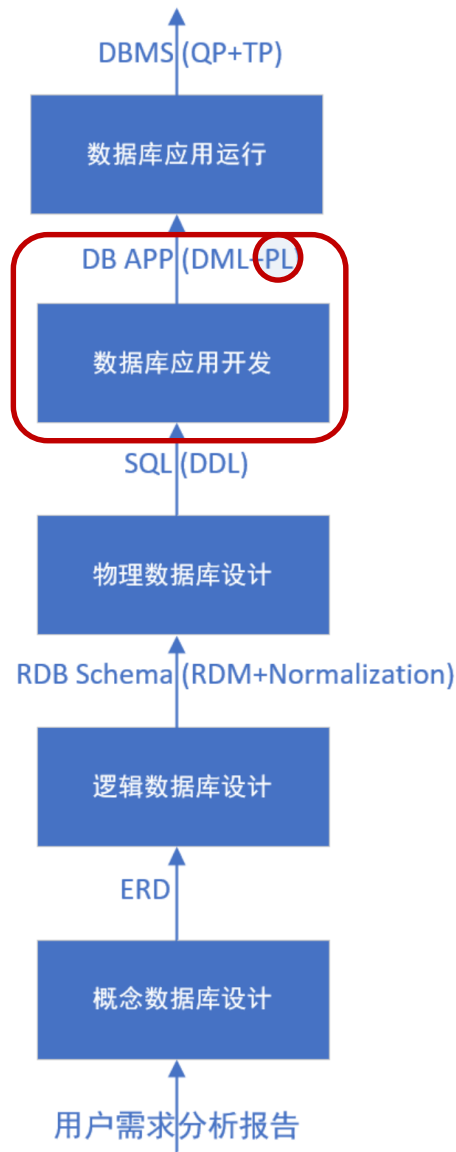 DBMS (QP+TP)
数据库应用运行
DB APP (DML+PL)
数据库应用开发
SQL (DDL)
物理数据库设计
RDB Schema (RDM+Normalization)
逻辑数据库设计
ERD
概念数据库设计
用户需求分析报告